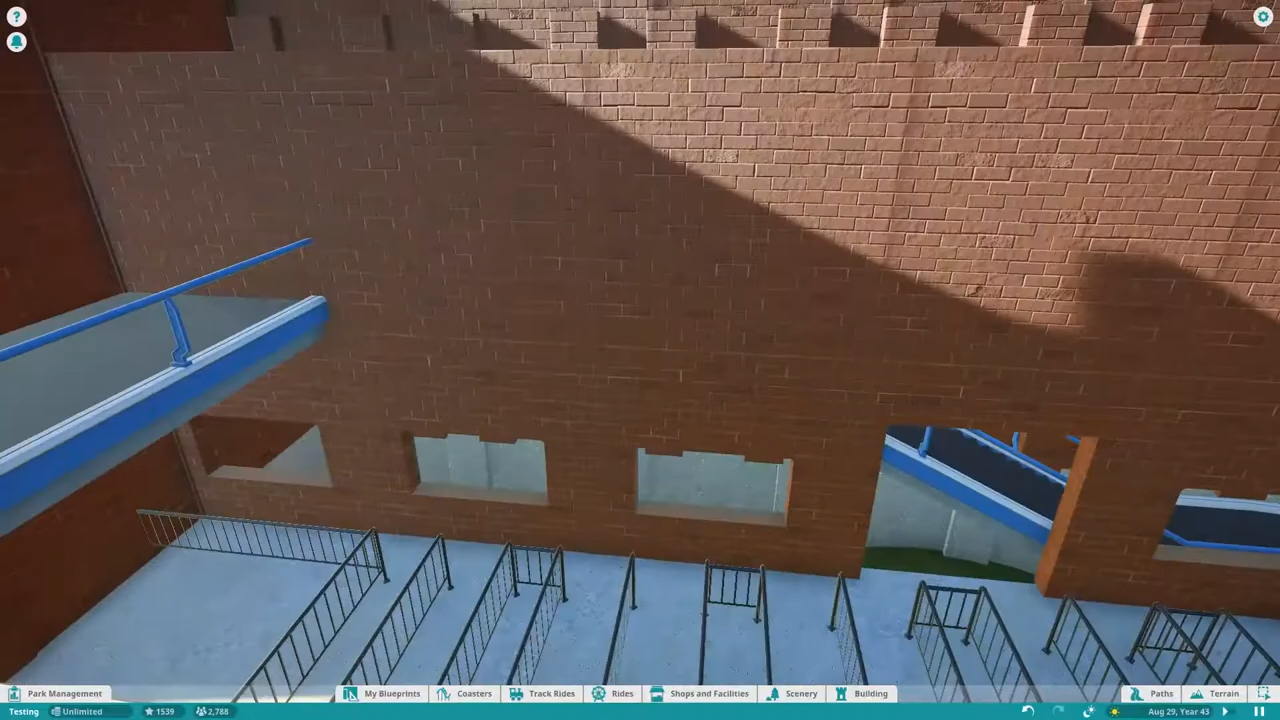 ?
Park Management My Blueprints Coasters Track Rides Rides Shops and Facilities Scenery Building Paths Terrain
Testing Unlimited 1539 2,788 Aug 29, Year 43